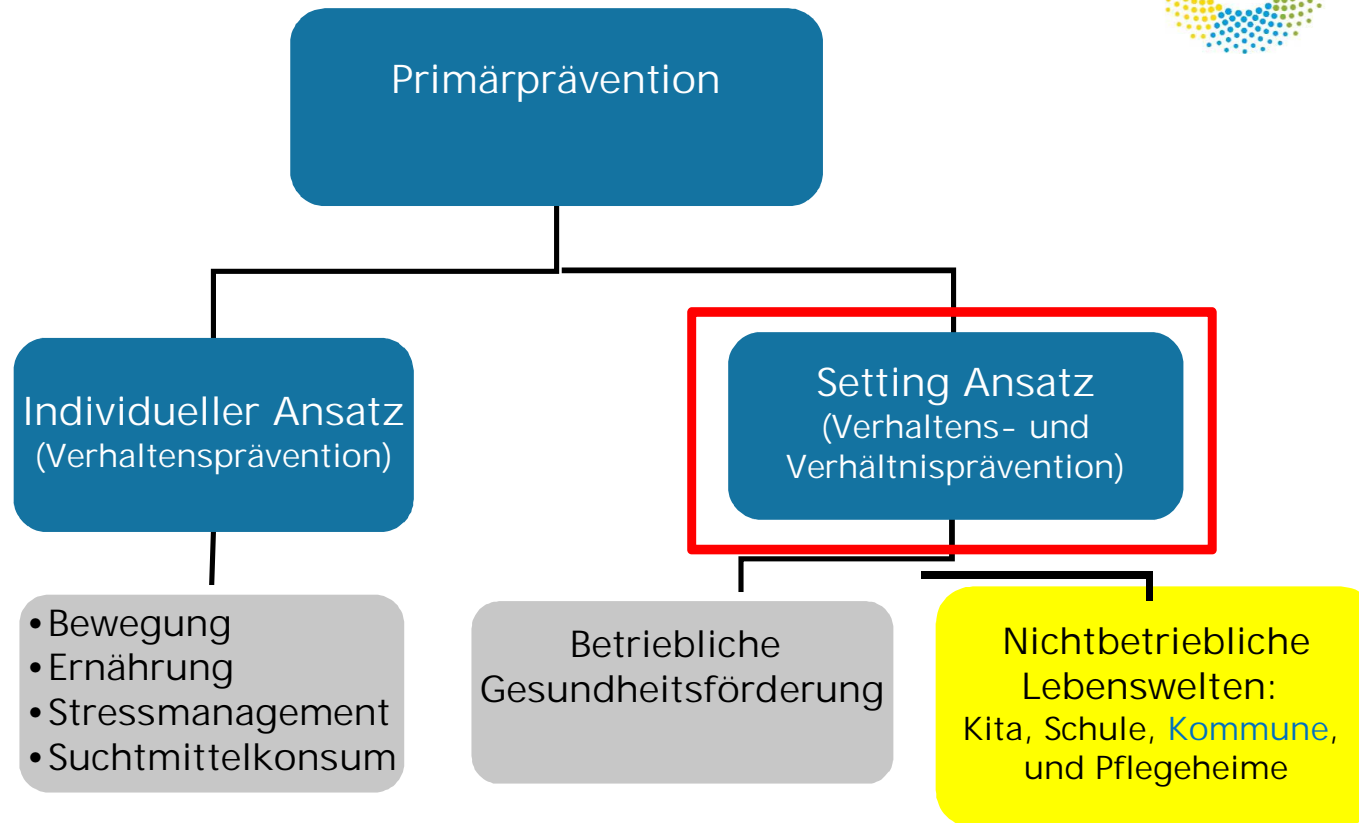 Primärprävention
Individueller Ansatz
(Verhaltensprävention)
Setting Ansatz
(Verhaltens- und
Verhältnisprävention)
•Bewegung
•Ernährung
•Stressmanagement
•Suchtmittelkonsum
Betriebliche
Gesundheitsförderung
Nichtbetriebliche
Lebenswelten:
Kita, Schule, Kommune,
und Pflegeheime